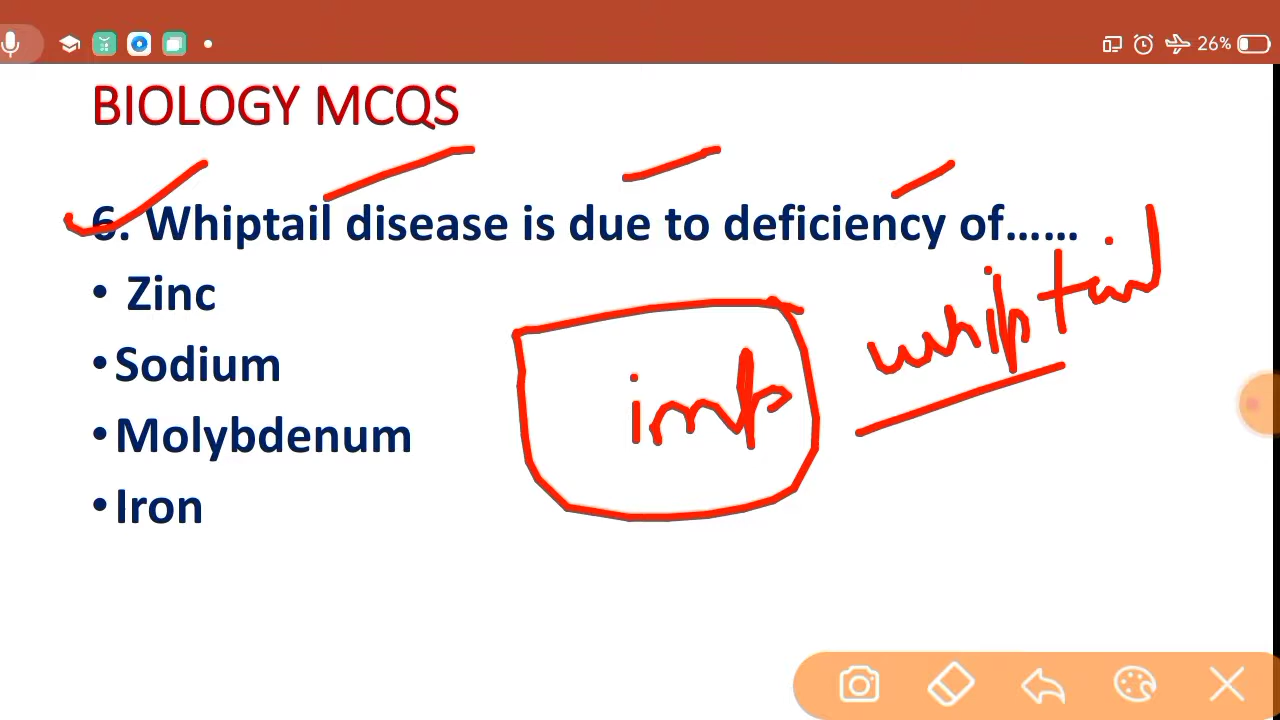 26%
BIOLOGY MCQS
6. Whiptail disease is due to deficiency of......
• Zinc
• Sodium
• Molybdenum
• Iron
imp
whiptail